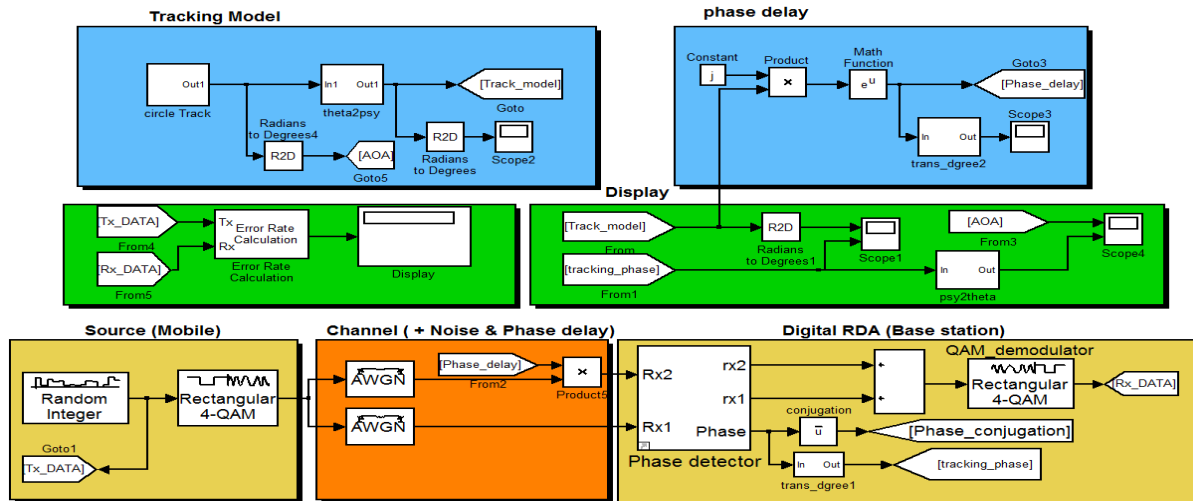 Tracking Model
Out1
circle Track
In1
Out1
theta2psy
[Track_model]
Goto
Radians
to Degrees4
R2D
[AOA]
Goto5
R2D
Radians
to Degrees
Scope2
phase delay
Constant
j
Product
×
Math
Function
e^u
Goto3
[Phase_delay]
In
Out
trans_dgree2
Scope3
Display
[Tx_DATA]
From4
[Rx_DATA]
From5
Tx
Rx
Error Rate
Calculation
Error Rate
Calculation
Display
[Track_model]
From
[tracking_phase]
From1
R2D
Radians
to Degrees1
Scope1
[AOA]
From3
In
Out
psy2theta
Scope4
Source (Mobile)
Random
Integer
Rectangular
4-QAM
Goto1
[Tx_DATA]
Channel ( + Noise & Phase delay)
AWGN
AWGN
[Phase_delay]
From2
×
Product5
Digital RDA (Base station)
Rx2
Rx1
rx2
rx1
Phase
Phase detector
QAM_demodulator
Rectangular
4-QAM
[Rx_DATA]
conjugation
u̅
[Phase_conjugation]
In
Out
trans_dgree1
[tracking_phase]